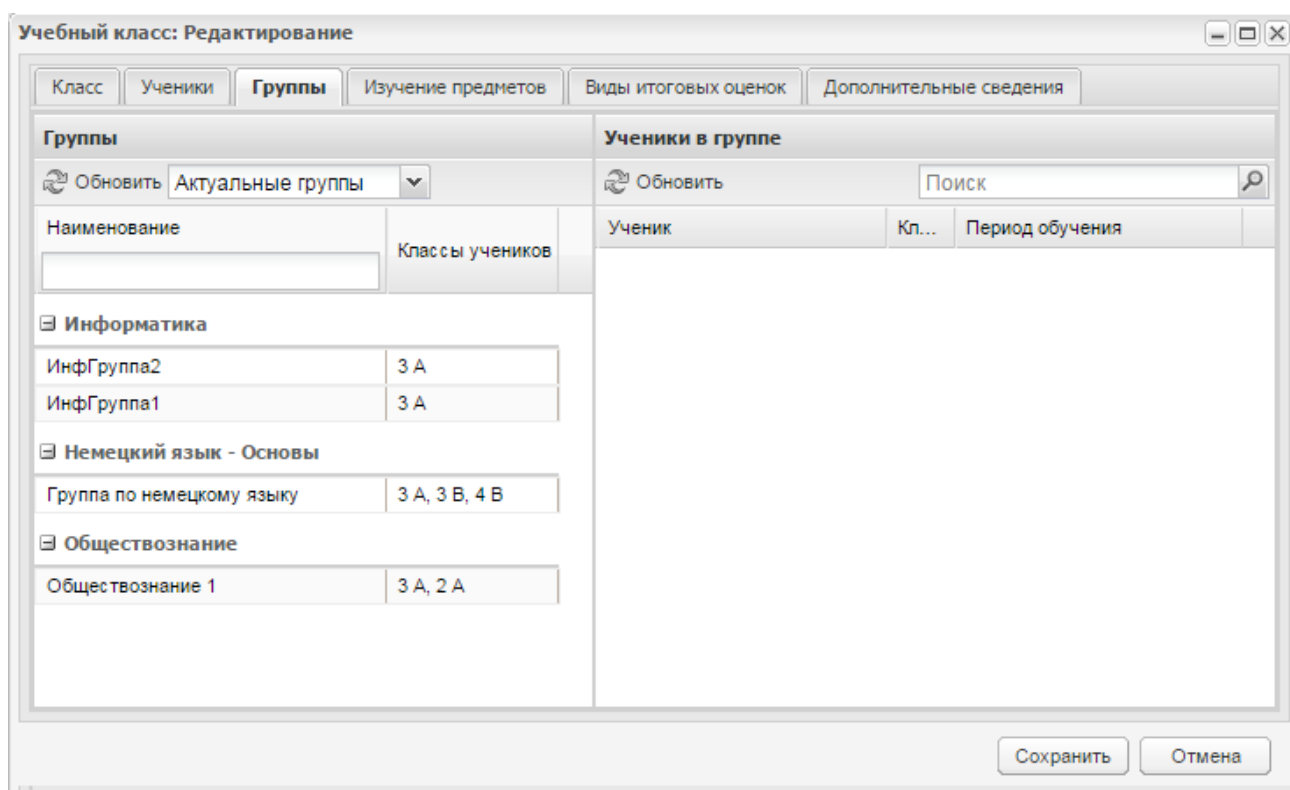 Учебный класс: Редактирование
Класс Ученики Группы Изучение предметов Виды итоговых оценок Дополнительные сведения
Группы
Обновить Актуальные группы
Наименование
Классы учеников
Информатика
ИнфГруппа2 3 А
ИнфГруппа1 3 А
Немецкий язык - Основы
Группа по немецкому языку 3 А, 3 В, 4 В
Обществознание
Обществознание 1 3 А, 2 А
Ученики в группе
Обновить Поиск
Ученик Кл... Период обучения
Сохранить Отмена